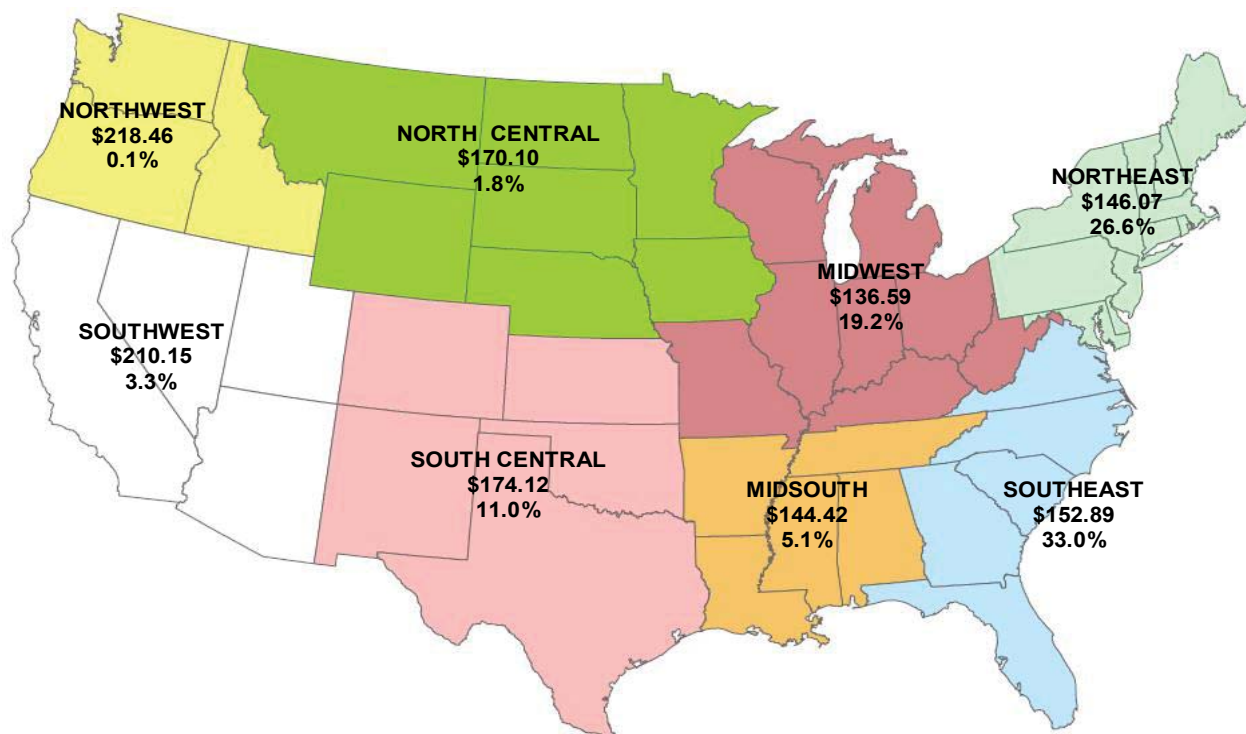 NORTHWEST
$218.46
0.1%
NORTH CENTRAL
$170.10
1.8%
NORTHEAST
$146.07
26.6%
MIDWEST
$136.59
19.2%
SOUTHWEST
$210.15
3.3%
SOUTH CENTRAL
$174.12
11.0%
MIDSOUTH
$144.42
5.1%
SOUTHEAST
$152.89
33.0%